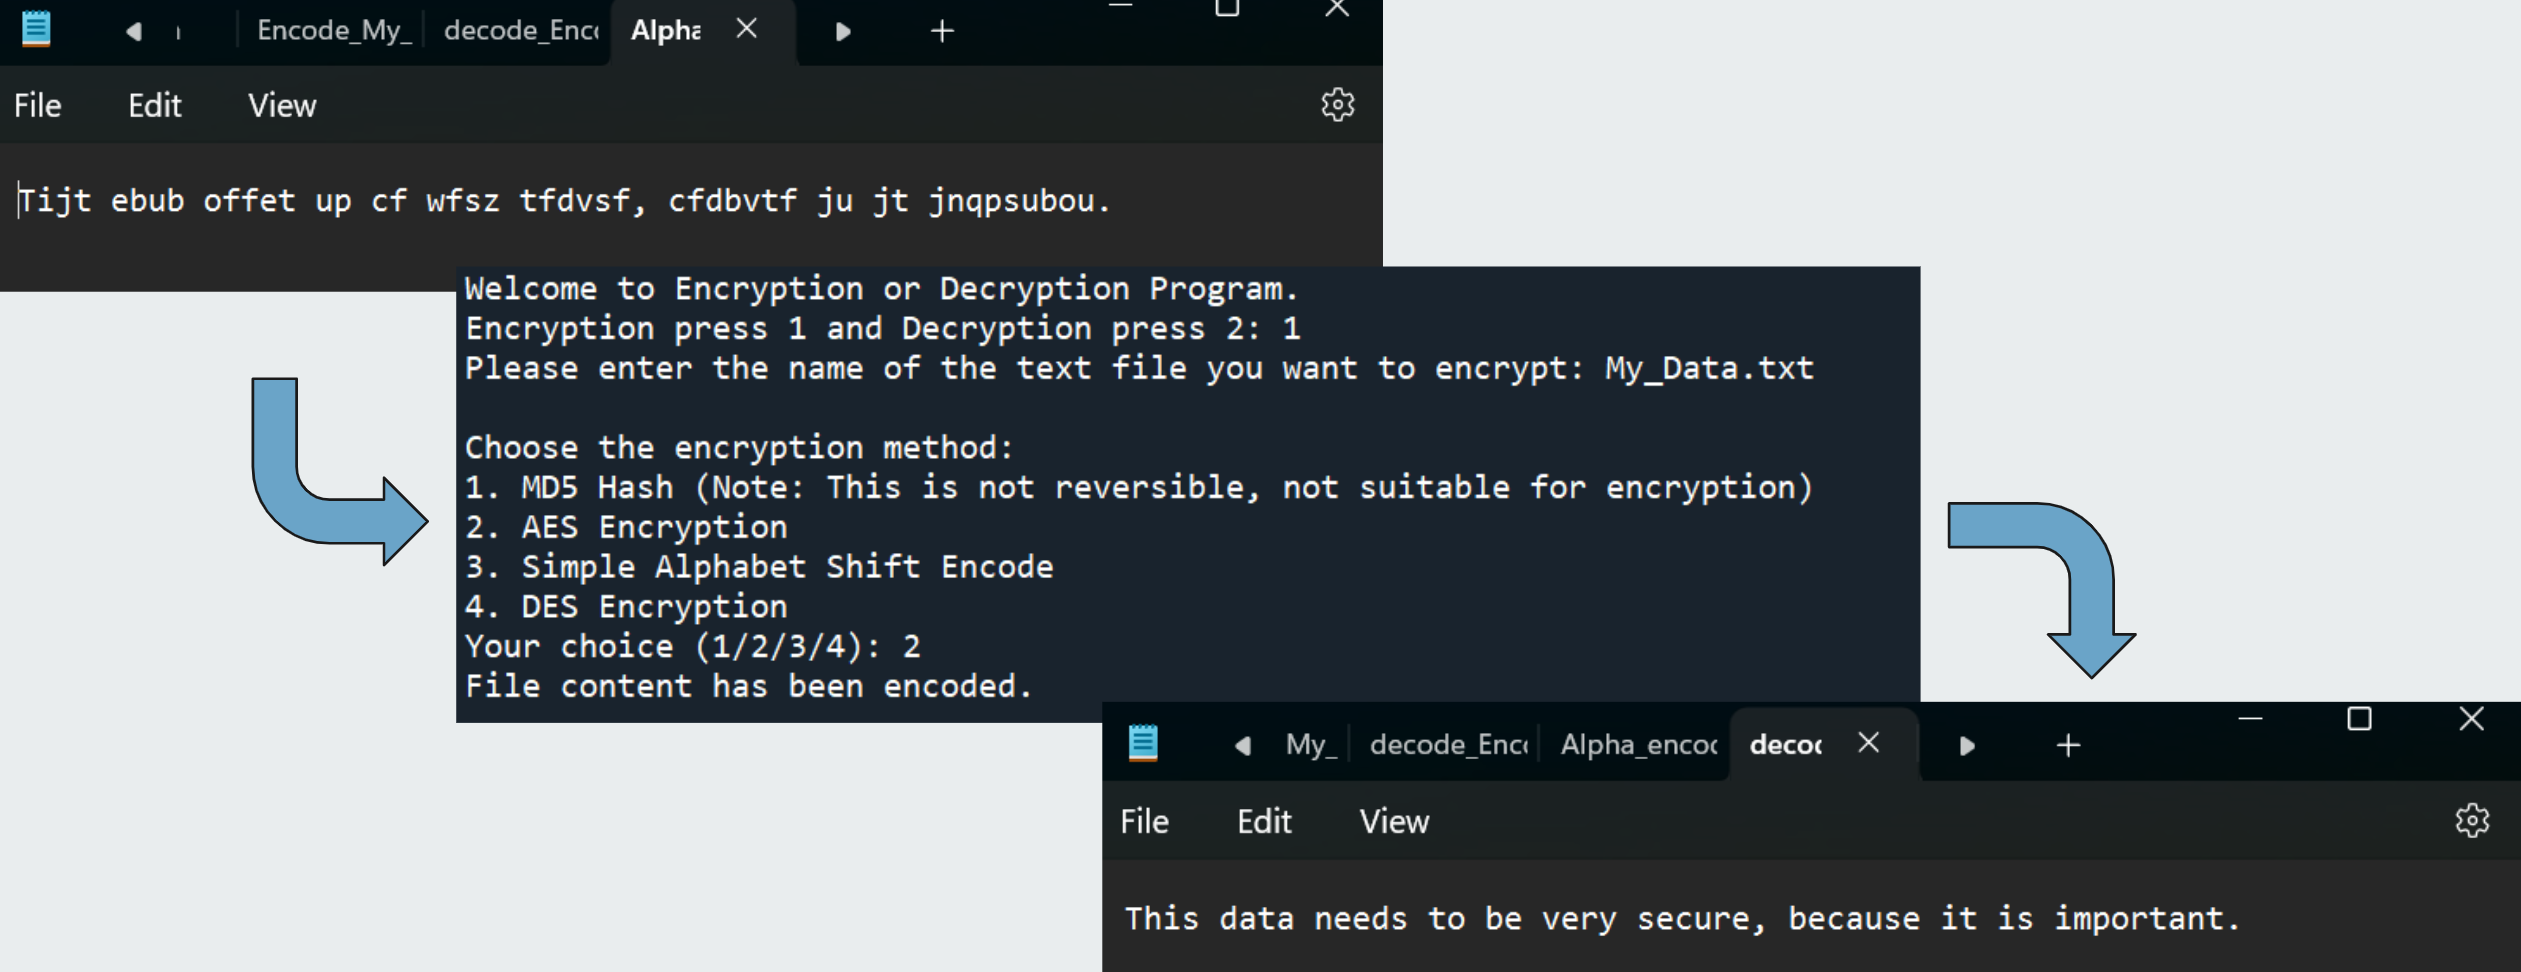 Encode_My_ decode_Enc Alpha
File Edit View
Tijt ebub offet up cf wfsz tfdvsf, cfdbvtf ju jt jnqpsubou.
Welcome to Encryption or Decryption Program.
Encryption press 1 and Decryption press 2: 1
Please enter the name of the text file you want to encrypt: My_Data.txt
Choose the encryption method:
1. MD5 Hash (Note: This is not reversible, not suitable for encryption)
2. AES Encryption
3. Simple Alphabet Shift Encode
4. DES Encryption
Your choice (1/2/3/4): 2
File content has been encoded.
My_ decode_Enc Alpha_enco deco
File Edit View
This data needs to be very secure, because it is important.